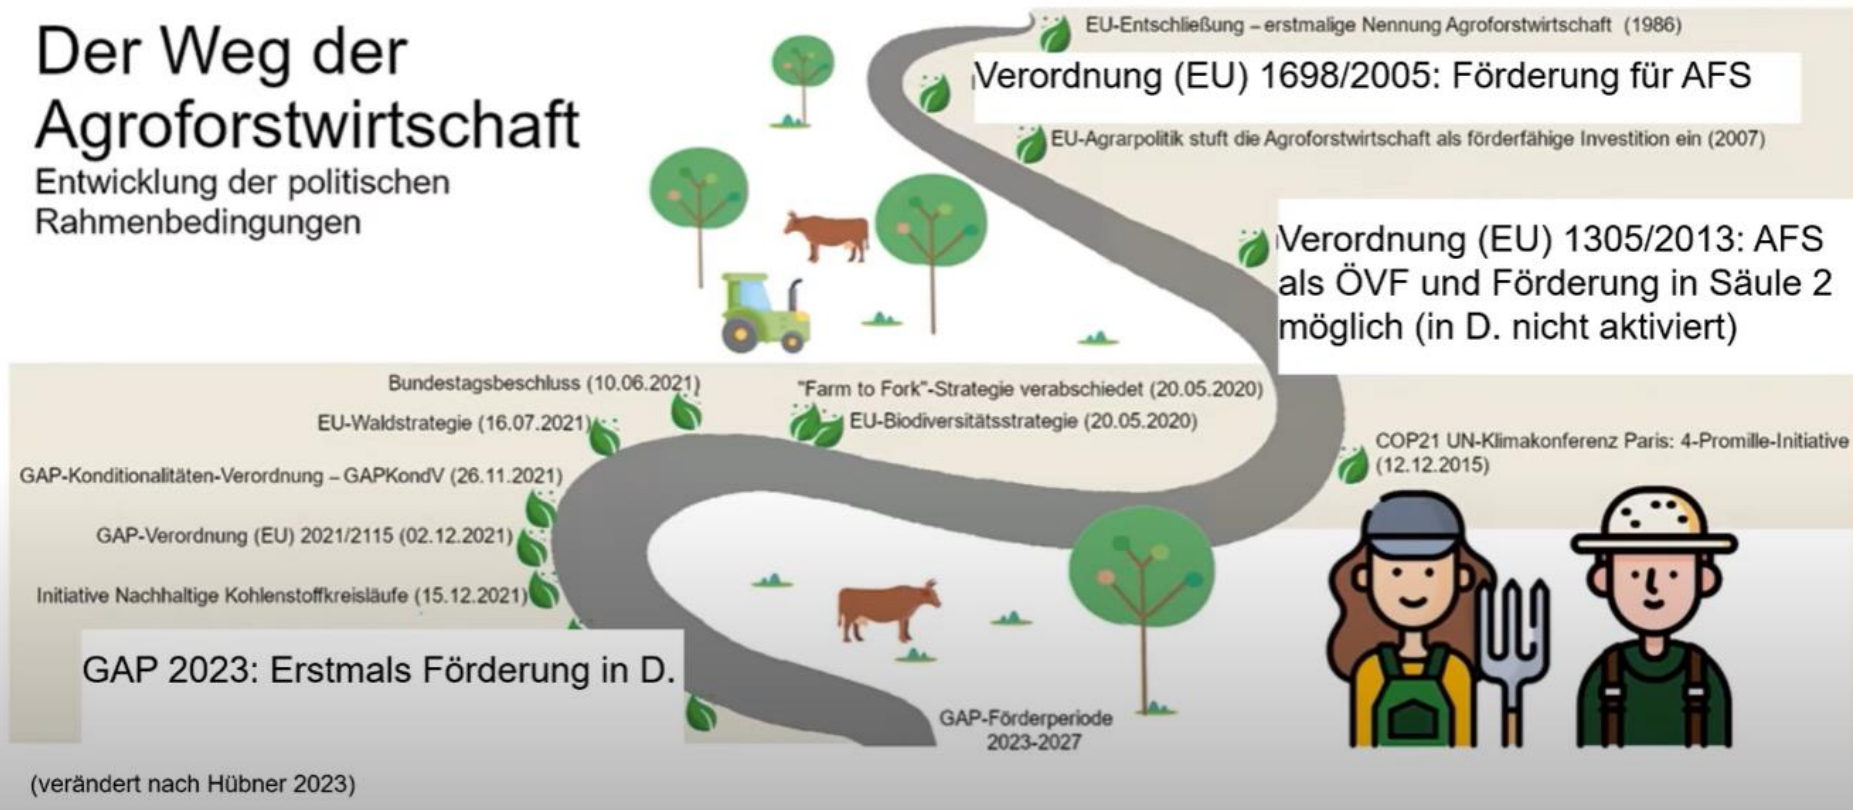 Der Weg der
Agroforstwirtschaft
Entwicklung der politischen
Rahmenbedingungen
EU-Entschließung – erstmalige Nennung Agroforstwirtschaft (1986)
Verordnung (EU) 1698/2005: Förderung für AFS
EU-Agrarpolitik stuft die Agroforstwirtschaft als förderfähige Investition ein (2007)
Verordnung (EU) 1305/2013: AFS
als ÖVF und Förderung in Säule 2
möglich (in D. nicht aktiviert)
COP21 UN-Klimakonferenz Paris: 4-Promille-Initiative
(12.12.2015)
"Farm to Fork"-Strategie verabschiedet (20.05.2020)
EU-Biodiversitätsstrategie (20.05.2020)
Bundestagsbeschluss (10.06.2021)
EU-Waldstrategie (16.07.2021)
GAP-Konditionalitäten-Verordnung – GAPKondV (26.11.2021)
GAP-Verordnung (EU) 2021/2115 (02.12.2021)
Initiative Nachhaltige Kohlenstoffkreisläufe (15.12.2021)
GAP 2023: Erstmals Förderung in D.
GAP-Förderperiode
2023-2027
(verändert nach Hübner 2023)